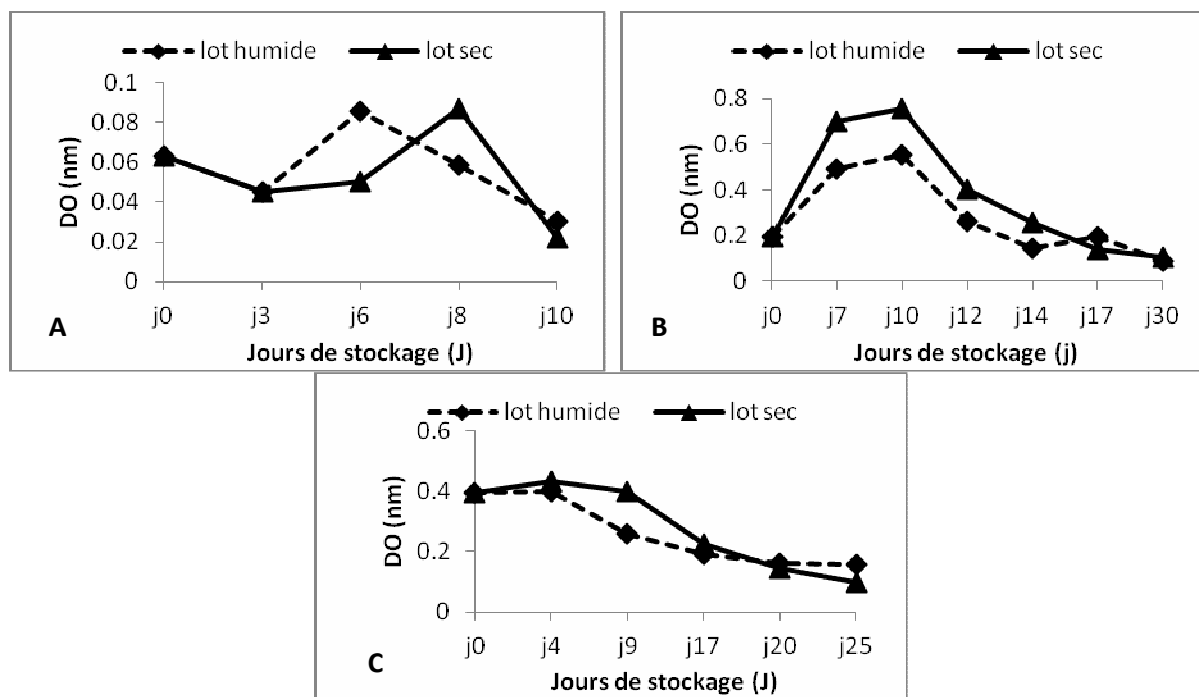 lot humide lot sec
0.1
0.08
0.06
0.04
0.02
0
DO (nm)
j0 j3 j6 j8 j10
A
Jours de stockage (J)
lot humide lot sec
0.8
0.6
0.4
0.2
0
DO (nm)
j0 j7 j10 j12 j14 j17 j30
B
Jours de stockage (j)
lot humide lot sec
0.6
0.4
0.2
0
DO (nm)
j0 j4 j9 j17 j20 j25
C
Jours de stockage (J)